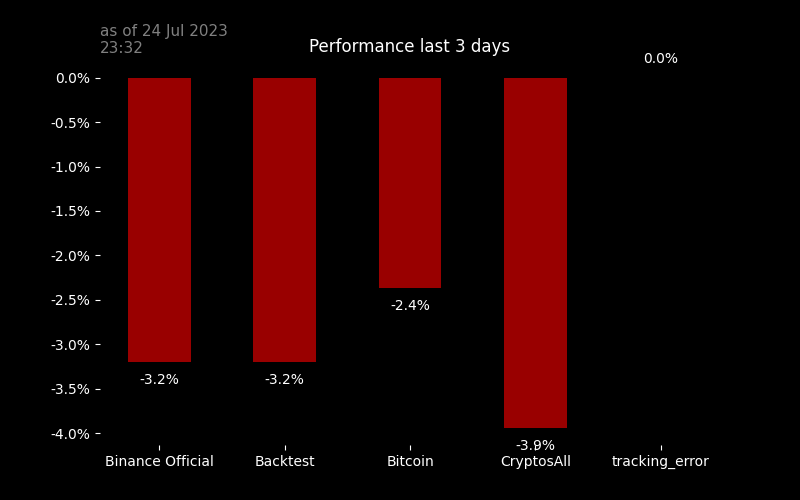 as of 24 Jul 2023
23:32
Performance last 3 days
0.0%
0.0%
-0.5%
-1.0%
-1.5%
-2.0%
-2.5%
-3.0%
-3.5%
-4.0%
-3.2%
-3.2%
-2.4%
-3.9%
Binance Official
Backtest
Bitcoin
CryptosAll
tracking_error